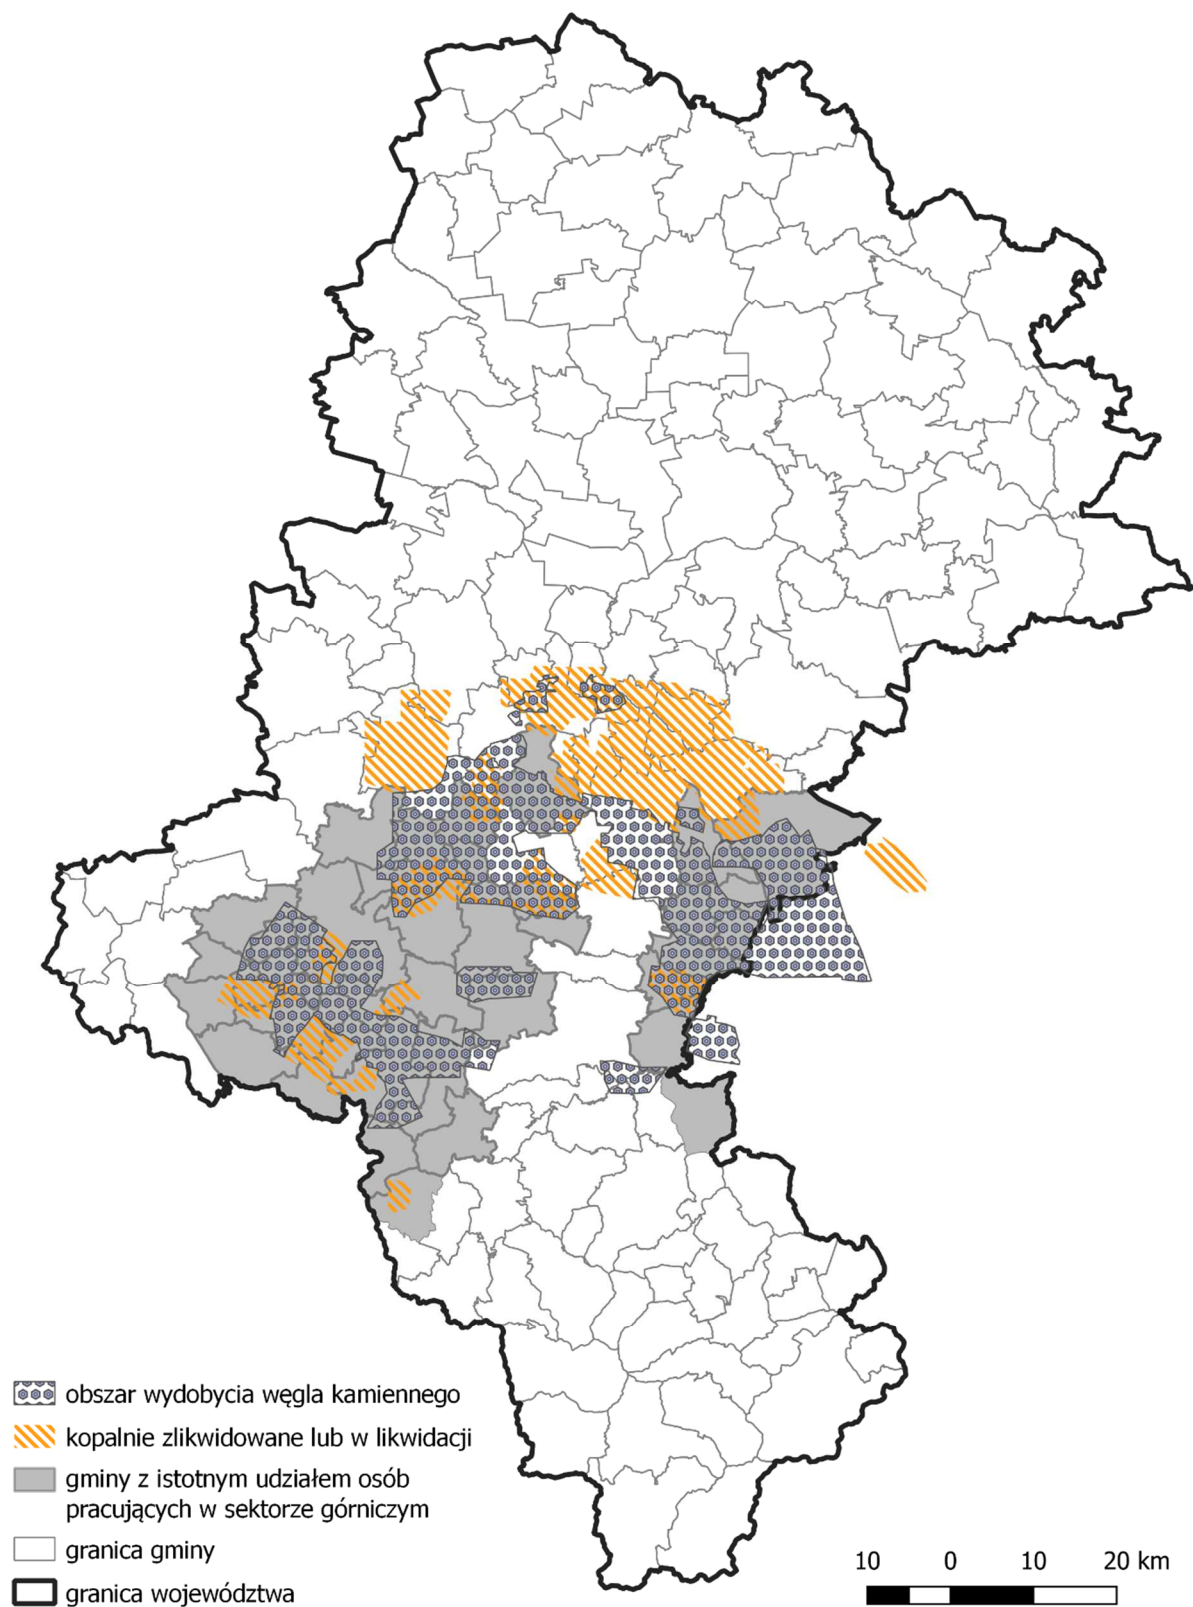 obszar wydobycia węgla kamiennego
kopalnie zlikwidowane lub w likwidacji
gminy z istotnym udziałem osób
pracujących w sektorze górniczym
granica gminy
granica województwa
10 0 10 20 km